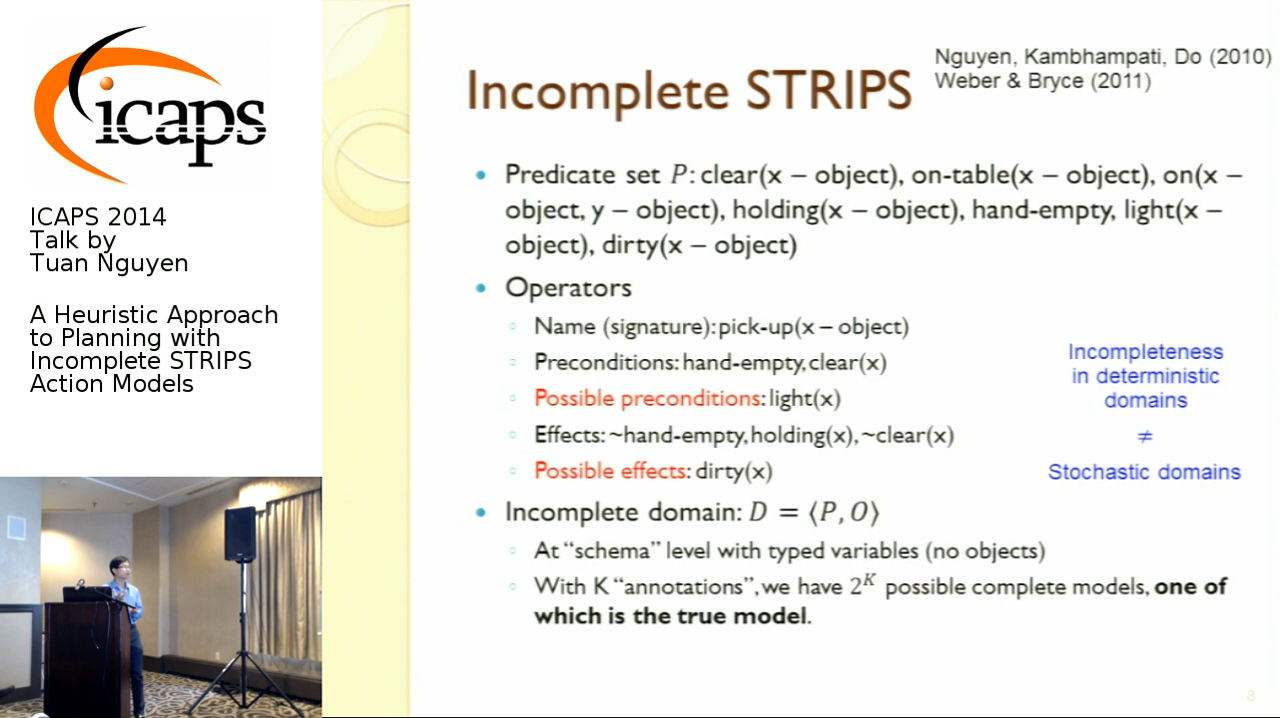 icaps
ICAPS 2014
Talk by
Tuan Nguyen
A Heuristic Approach
to Planning with
Incomplete STRIPS
Action Models
Nguyen, Kambhampati, Do (2010)
Weber & Bryce (2011)
Incomplete STRIPS
• Predicate set P: clear(x – object), on-table(x – object), on(x –
object, y – object), holding(x – object), hand-empty, light(x –
object), dirty(x – object)
• Operators
◦ Name (signature): pick-up(x – object)
◦ Preconditions: hand-empty, clear(x)
◦ Possible preconditions: light(x)
◦ Effects: ~hand-empty, holding(x), ~clear(x)
◦ Possible effects: dirty(x)
Incompleteness
in deterministic
domains
≠
Stochastic domains
• Incomplete domain: D = ⟨P, O⟩
◦ At “schema” level with typed variables (no objects)
◦ With K “annotations”, we have 2^K possible complete models, one of
which is the true model.
8